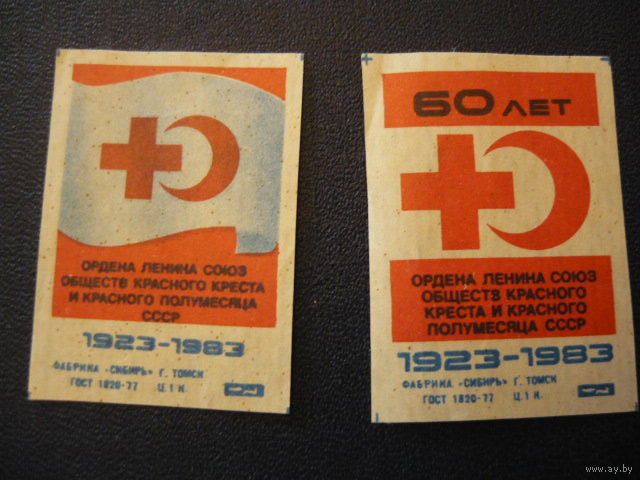 ОРДЕНА ЛЕНИНА СОЮЗ
ОБЩЕСТВ КРАСНОГО КРЕСТА
И КРАСНОГО ПОЛУМЕСЯЦА
СССР
1923-1983
ФАБРИКА «СИБИРЬ» Г. ТОМСК
ГОСТ 1820-77 Ц.1 К.
60 ЛЕТ
ОРДЕНА ЛЕНИНА СОЮЗ
ОБЩЕСТВ КРАСНОГО
КРЕСТА И КРАСНОГО
ПОЛУМЕСЯЦА СССР
1923-1983
ФАБРИКА «СИБИРЬ» Г. ТОМСК
ГОСТ 1820-77 Ц.1 К.
www.ay.by